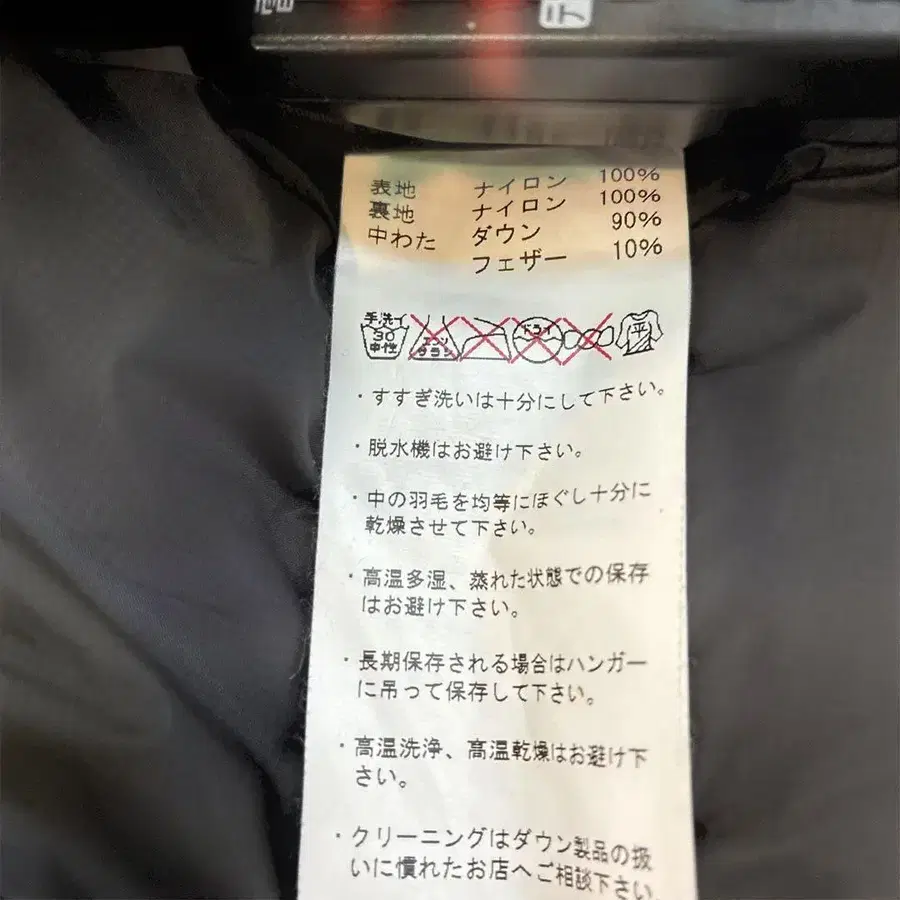 表地 ナイロン 100%
裏地 ナイロン 100%
中わた ダウン 90%
フェザー 10%
手洗イ 30 中性 エンソサラシ ドライ 平
・すすぎ洗いは十分にして下さい。
・脱水機はお避け下さい。
・中の羽毛を均等にほぐし十分に
乾燥させて下さい。
・高温多湿、蒸れた状態での保存
はお避け下さい。
・長期保存される場合はハンガー
に吊って保存して下さい。
・高温洗浄、高温乾燥はお避け下
さい。
・クリーニングはダウン製品の扱
いに慣れたお店へご相談下さい。